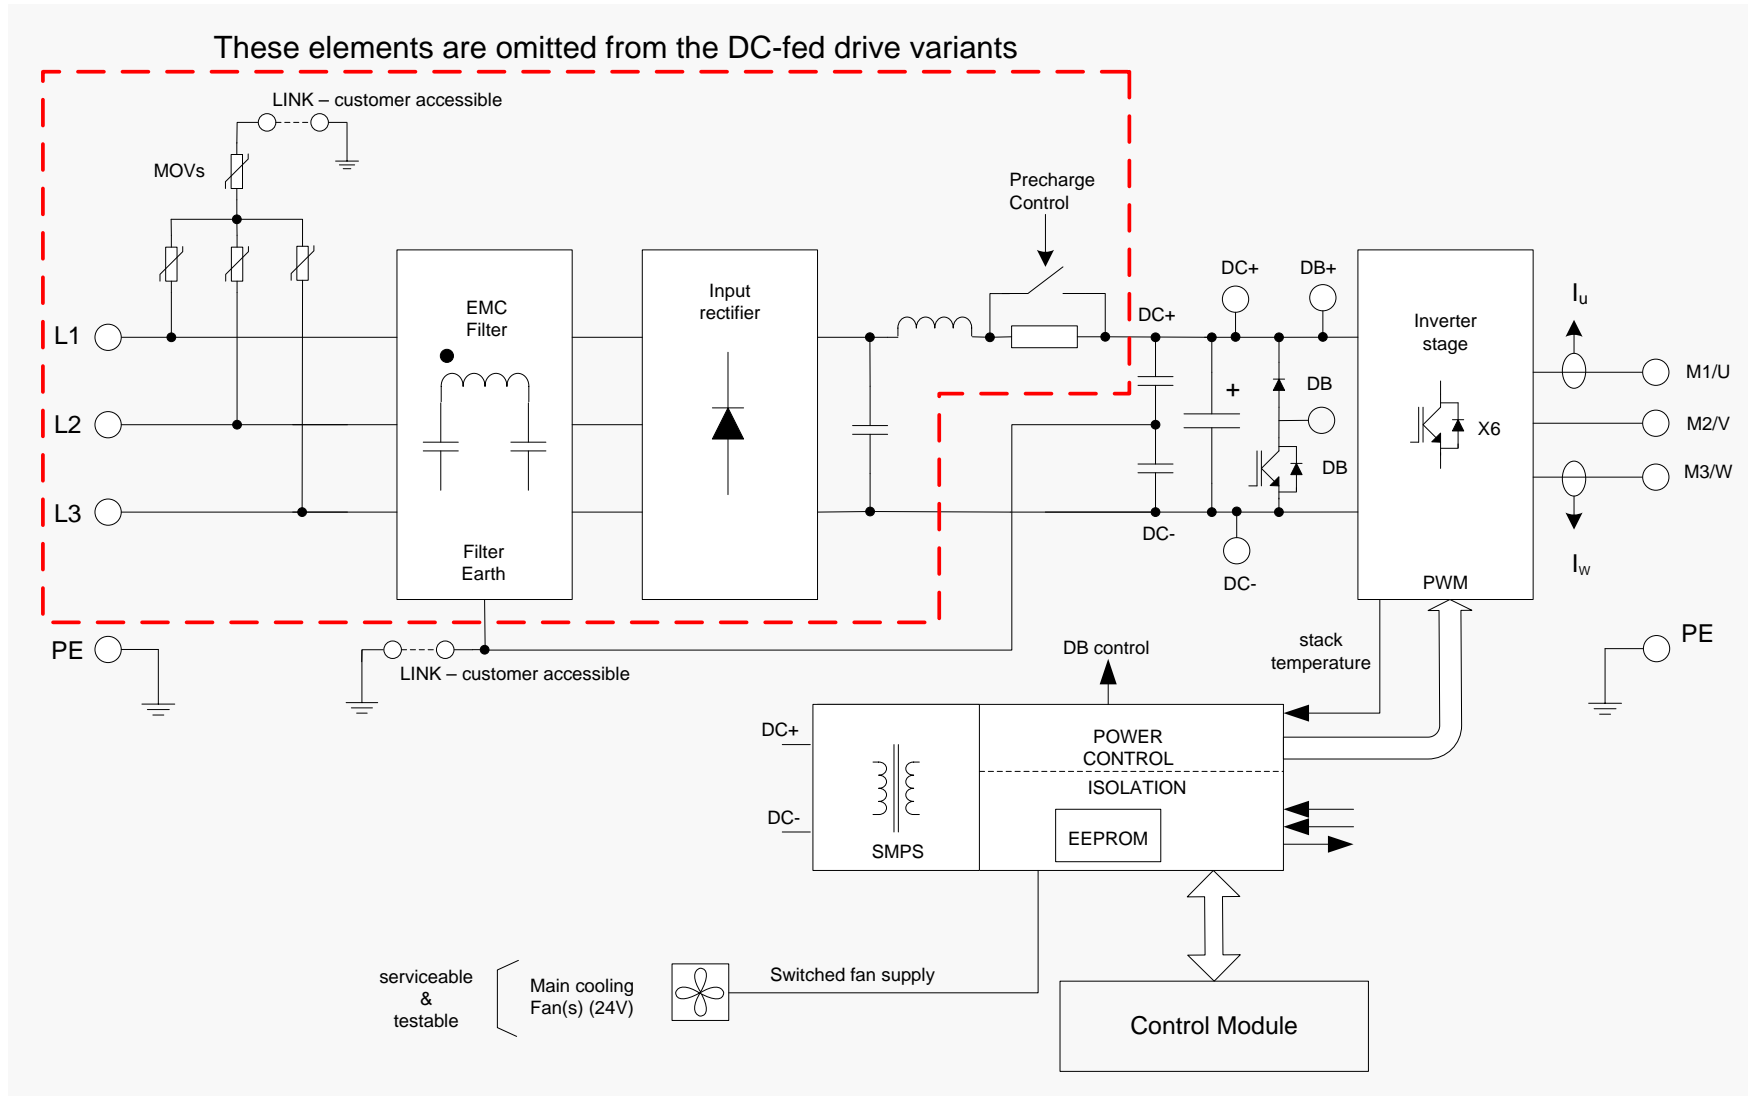 These elements are omitted from the DC-fed drive variants
LINK – customer accessible
MOVs
Precharge
Control
DC+
DB+
Iu
EMC
Filter
Input
rectifier
DC+
Inverter
stage
L1
M1/U
DB
L2
X6
M2/V
DB
M3/W
L3
DC-
Filter
Earth
Iw
DC-
PWM
PE
LINK – customer accessible
DB control
stack
temperature
PE
DC+
POWER
CONTROL
ISOLATION
DC-
EEPROM
SMPS
serviceable
&
testable
Main cooling
Fan(s) (24V)
Switched fan supply
Control Module